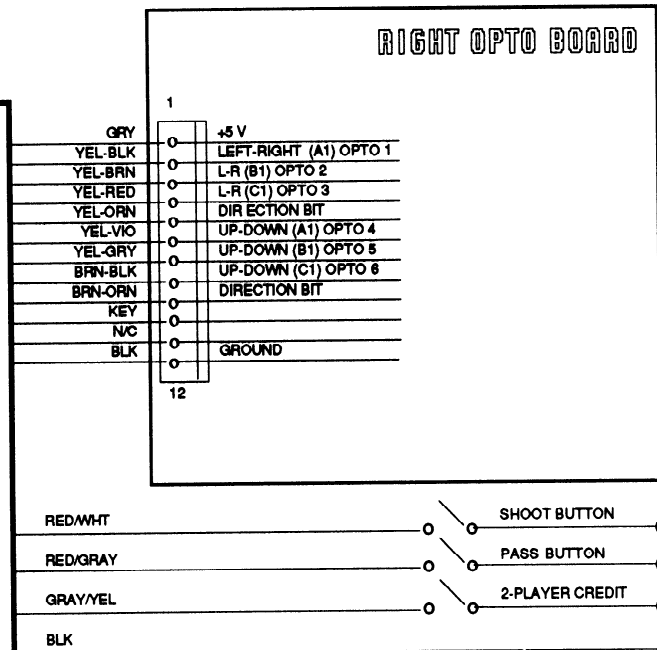 RIGHT OPTO BOARD
1
GRY +5 V
YEL-BLK LEFT-RIGHT (A1) OPTO 1
YEL-BRN L-R (B1) OPTO 2
YEL-RED L-R (C1) OPTO 3
YEL-ORN DIRECTION BIT
YEL-VIO UP-DOWN (A1) OPTO 4
YEL-GRY UP-DOWN (B1) OPTO 5
BRN-BLK UP-DOWN (C1) OPTO 6
BRN-ORN DIRECTION BIT
KEY
N/C
BLK GROUND
12
RED/WHT SHOOT BUTTON
RED/GRAY PASS BUTTON
GRAY/YEL 2-PLAYER CREDIT
BLK